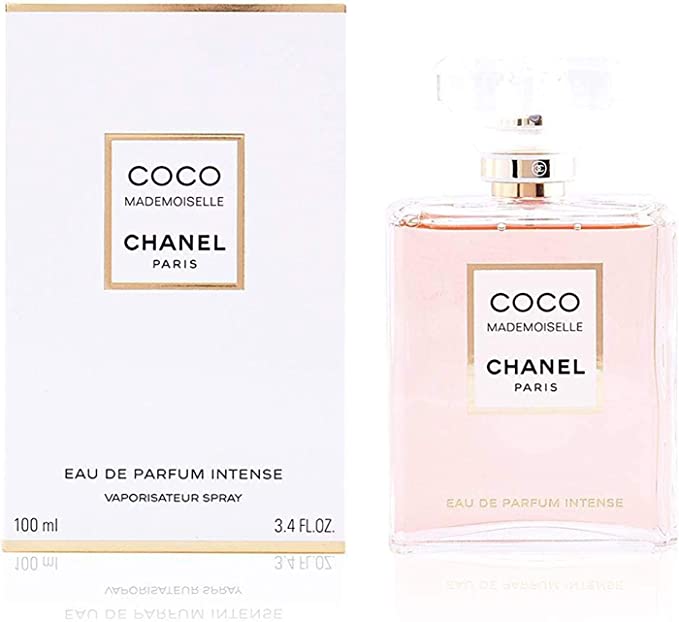 COCO
MADEMOISELLE
CHANEL
PARIS
EAU DE PARFUM INTENSE
VAPORISATEUR SPRAY
100 ml
3.4 FL.OZ.
COCO
MADEMOISELLE
CHANEL
PARIS
EAU DE PARFUM INTENSE